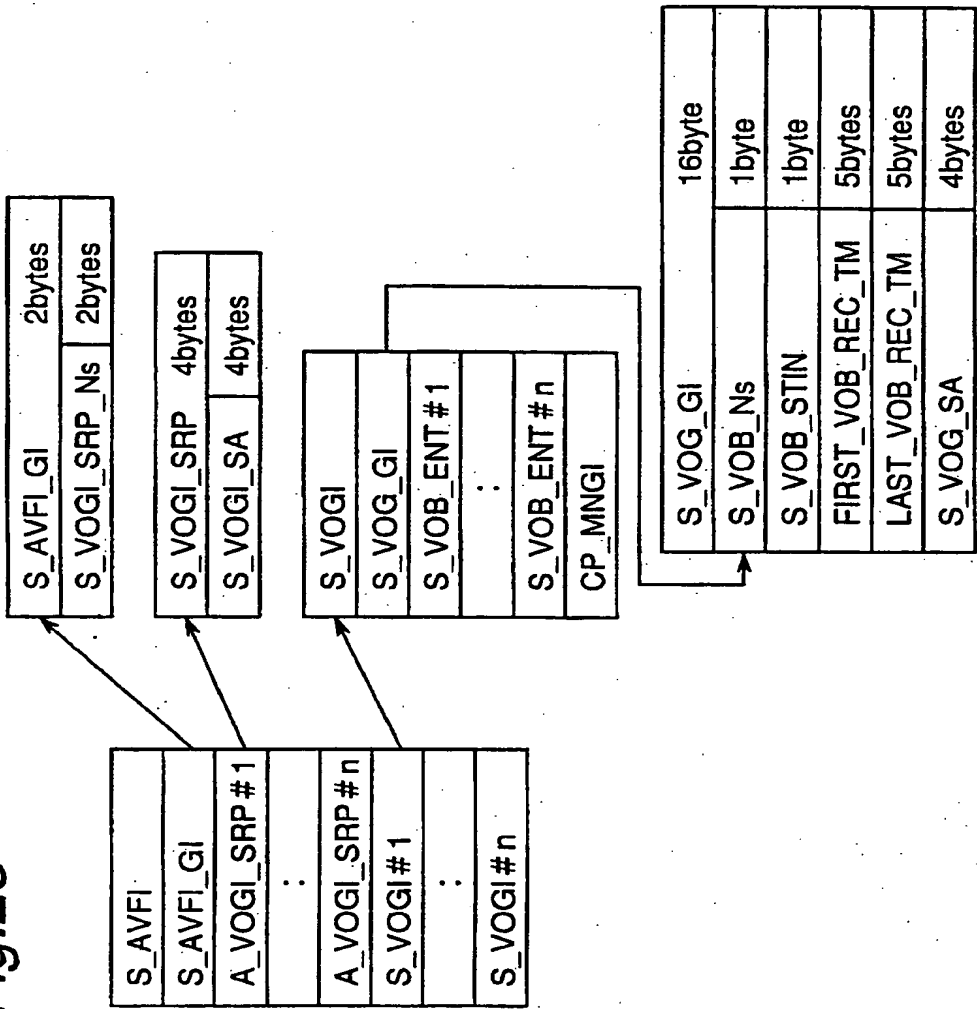 S_AVFI
S_AVFI_GI
A_VOGI_SRP#1
:
A_VOGI_SRP#n
S_VOGI#1
:
S_VOGI#n
S_AVFI_GI 2bytes
S_VOGI_SRP_Ns 2bytes
S_VOGI_SRP 4bytes
S_VOGI_SA 4bytes
S_VOGI
S_VOG_GI
S_VOB_ENT#1
:
S_VOB_ENT#n
CP_MNGI
S_VOG_GI 16byte
S_VOB_Ns 1byte
S_VOB_STIN 1byte
FIRST_VOB_REC_TM 5bytes
LAST_VOB_REC_TM 5bytes
S_VOG_SA 4bytes